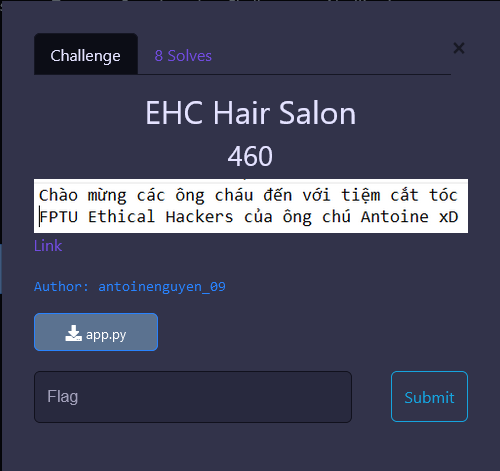 Challenge
8 Solves
×
EHC Hair Salon
460
Chào mừng các ông cháu đến với tiệm cắt tóc
FPTU Ethical Hackers của ông chú Antoine xD
Link
Author: antoinenguyen_09
app.py
Flag
Submit